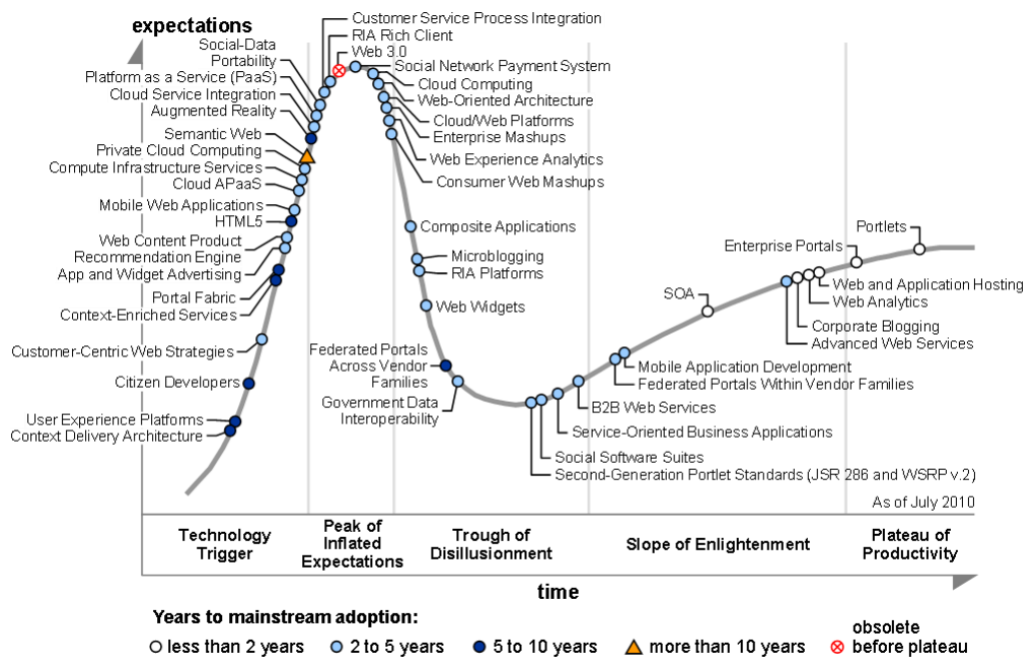 expectations
Customer Service Process Integration
RIA Rich Client
Web 3.0
Social-Data
Portability
Platform as a Service (PaaS)
Cloud Service Integration
Augmented Reality
Semantic Web
Private Cloud Computing
Compute Infrastructure Services
Cloud APaaS
Mobile Web Applications
HTML5
Web Content Product
Recommendation Engine
App and Widget Advertising
Portal Fabric
Context-Enriched Services
Customer-Centric Web Strategies
Citizen Developers
User Experience Platforms
Context Delivery Architecture
Social Network Payment System
Cloud Computing
Web-Oriented Architecture
Cloud/Web Platforms
Enterprise Mashups
Web Experience Analytics
Consumer Web Mashups
Composite Applications
Microblogging
RIA Platforms
Web Widgets
Federated Portals
Across Vendor
Families
Government Data
Interoperability
SOA
Enterprise Portals
Portlets
Web and Application Hosting
Web Analytics
Corporate Blogging
Advanced Web Services
Mobile Application Development
Federated Portals Within Vendor Families
B2B Web Services
Service-Oriented Business Applications
Social Software Suites
Second-Generation Portlet Standards (JSR 286 and WSRP v.2)
As of July 2010
Technology
Trigger
Peak of
Inflated
Expectations
Trough of
Disillusionment
Slope of Enlightenment
Plateau of
Productivity
time
Years to mainstream adoption:
less than 2 years
2 to 5 years
5 to 10 years
more than 10 years
obsolete
before plateau